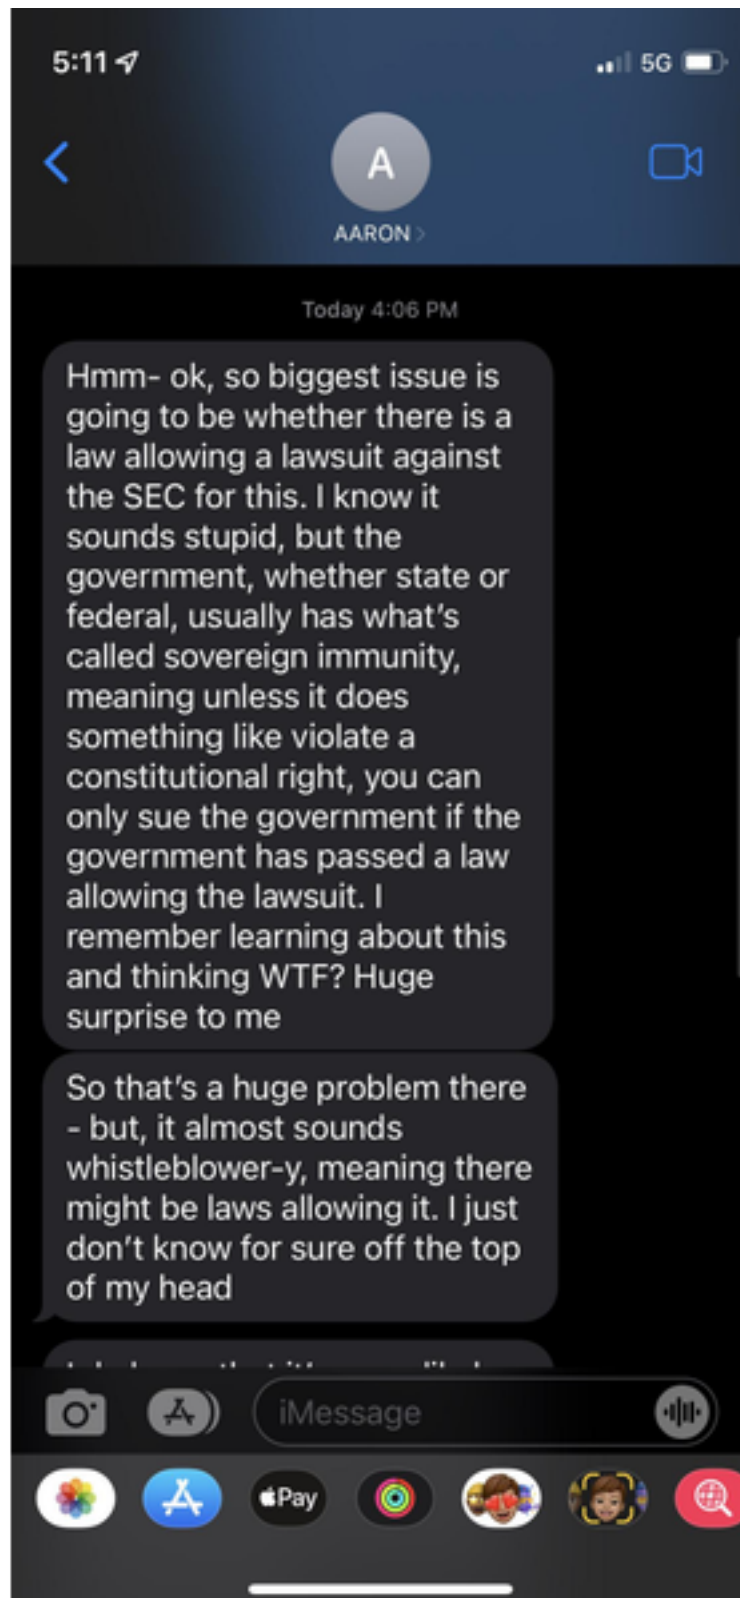 5:11
5G
A
AARON
Today 4:06 PM
Hmm- ok, so biggest issue is
going to be whether there is a
law allowing a lawsuit against
the SEC for this. I know it
sounds stupid, but the
government, whether state or
federal, usually has what's
called sovereign immunity,
meaning unless it does
something like violate a
constitutional right, you can
only sue the government if the
government has passed a law
allowing the lawsuit. I
remember learning about this
and thinking WTF? Huge
surprise to me
So that's a huge problem there
- but, it almost sounds
whistleblower-y, meaning there
might be laws allowing it. I just
don't know for sure off the top
of my head
iMessage
Pay